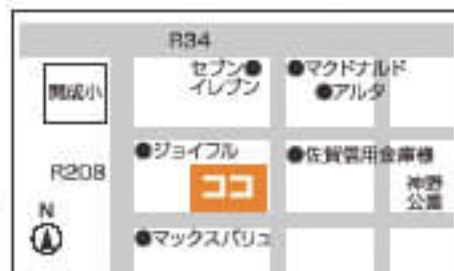 R34
セブン
イレブン
●マクドナルド
●アルタ
開成小
●ジョイフル
●佐賀信用金庫様
R208
ココ
神野
公園
N
●マックスバリュ